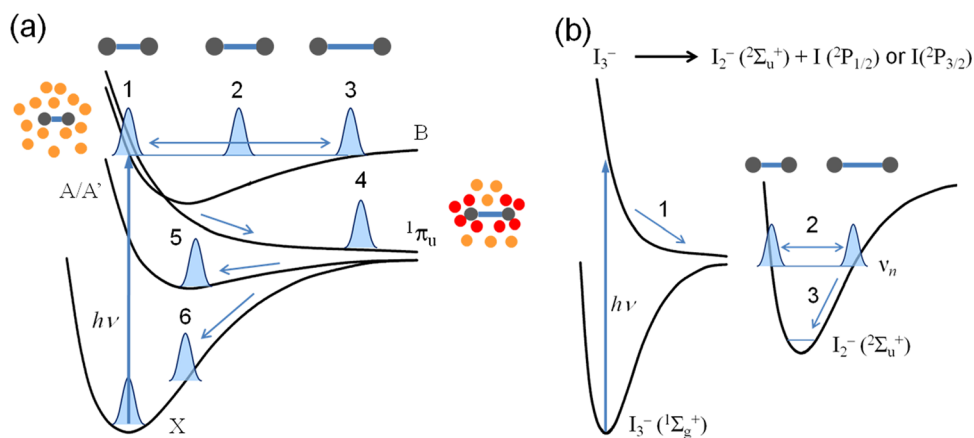 (a)
1 2 3
B
A/A’
4
¹πᵤ
5
hν
6
X
(b)
I₃⁻ I₂⁻ (²Σᵤ⁺) + I (²P₁/₂) or I(²P₃/₂)
1
2
νₙ
hν
3
I₂⁻ (²Σᵤ⁺)
I₃⁻ (¹Σg⁺)